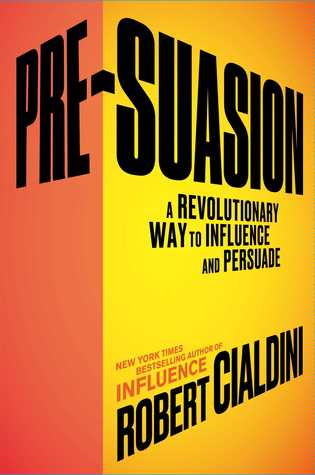 PRE-SUASION
A REVOLUTIONARY
WAY TO INFLUENCE
AND PERSUADE
NEW YORK TIMES
BESTSELLING AUTHOR OF
INFLUENCE
ROBERT CIALDINI